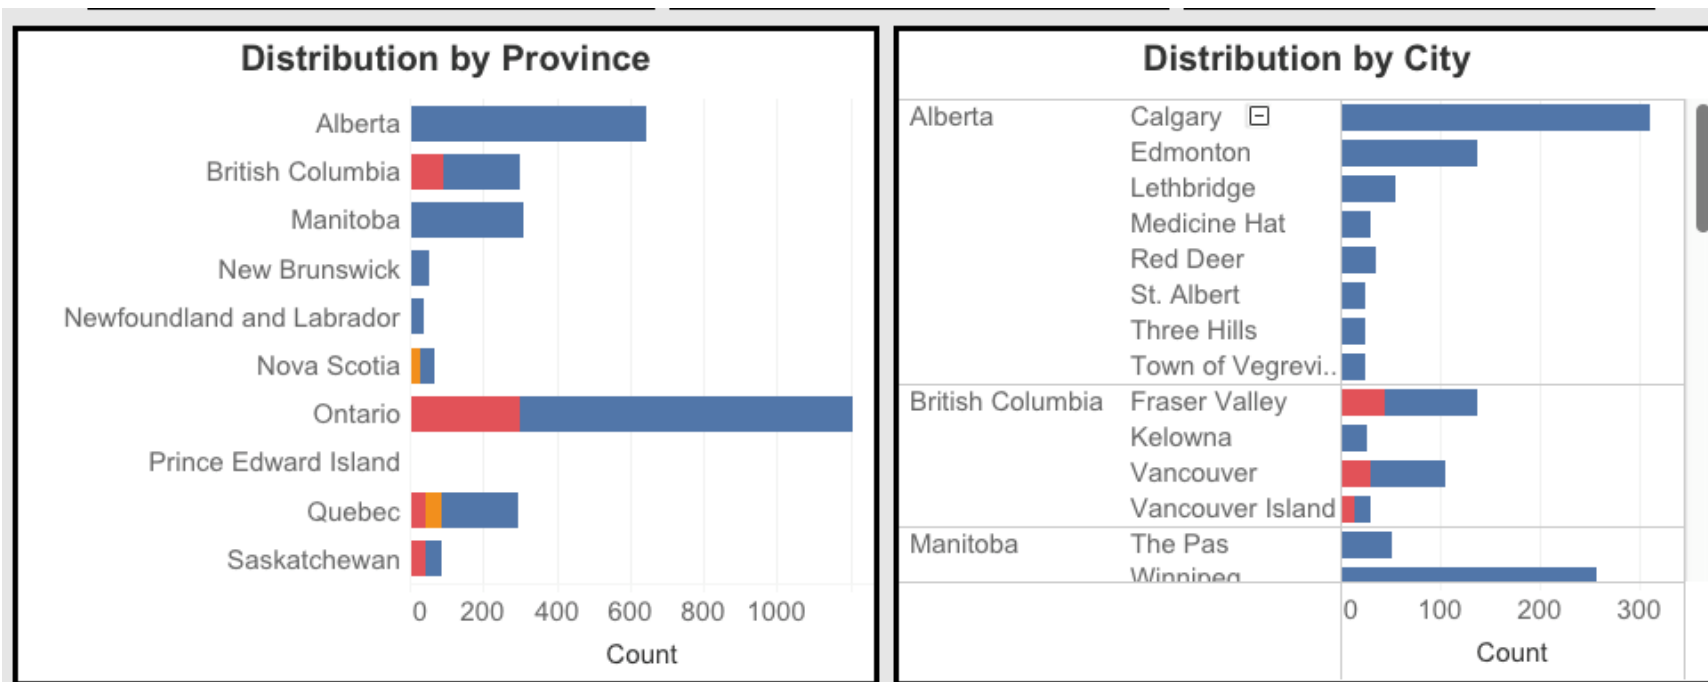 Distribution by Province
Alberta
British Columbia
Manitoba
New Brunswick
Newfoundland and Labrador
Nova Scotia
Ontario
Prince Edward Island
Quebec
Saskatchewan
0 200 400 600 800 1000
Count
Distribution by City
Alberta Calgary
Edmonton
Lethbridge
Medicine Hat
Red Deer
St. Albert
Three Hills
Town of Vegrevi..
British Columbia Fraser Valley
Kelowna
Vancouver
Vancouver Island
Manitoba The Pas
Winnipeg
0 100 200 300
Count